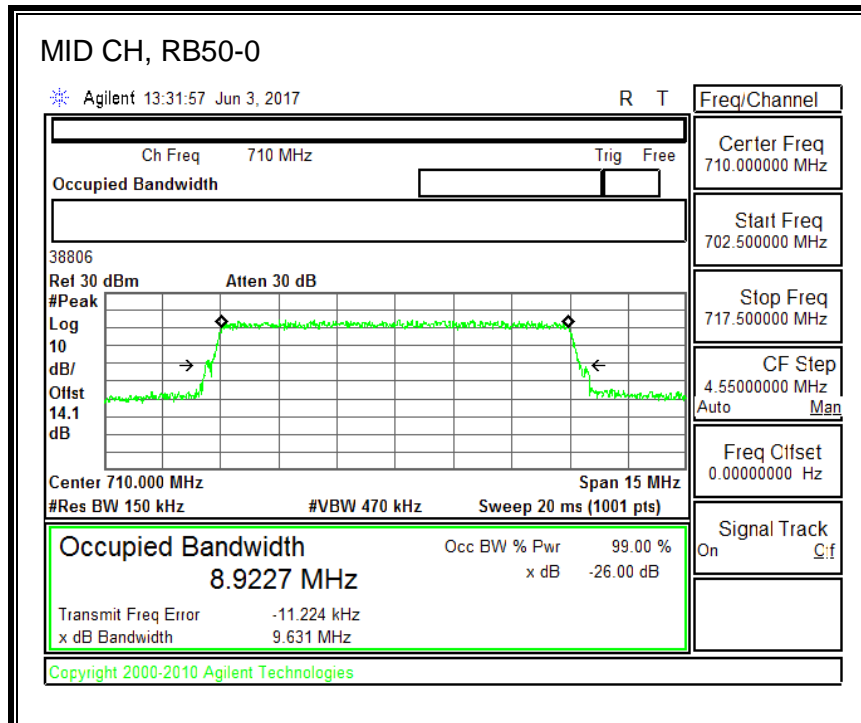 MID CH, RB50-0
Agilent 13:31:57 Jun 3, 2017 R T
Ch Freq 710 MHz Trig Free
Occupied Bandwidth
38806
Ref 30 dBm Atten 30 dB
#Peak
Log
10
dB/
Offst
14.1
dB
Center 710.000 MHz Span 15 MHz
#Res BW 150 kHz #VBW 470 kHz Sweep 20 ms (1001 pts)
Occupied Bandwidth Occ BW % Pwr 99.00 %
8.9227 MHz x dB -26.00 dB
Transmit Freq Error -11.224 kHz
x dB Bandwidth 9.631 MHz
Copyright 2000-2010 Agilent Technologies
Freq/Channel
Center Freq
710.000000 MHz
Start Freq
702.500000 MHz
Stop Freq
717.500000 MHz
CF Step
4.55000000 MHz
Auto Man
Freq Offset
0.00000000 Hz
Signal Track
On Off